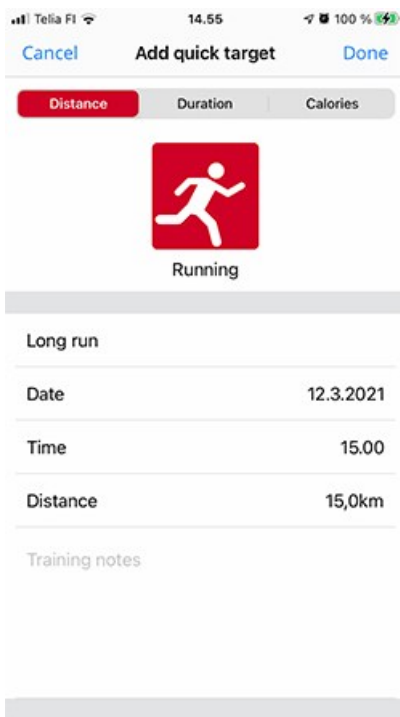 Telia FI 14.55 100 %
Cancel Add quick target Done
Distance Duration Calories
Running
Long run
Date 12.3.2021
Time 15.00
Distance 15,0km
Training notes